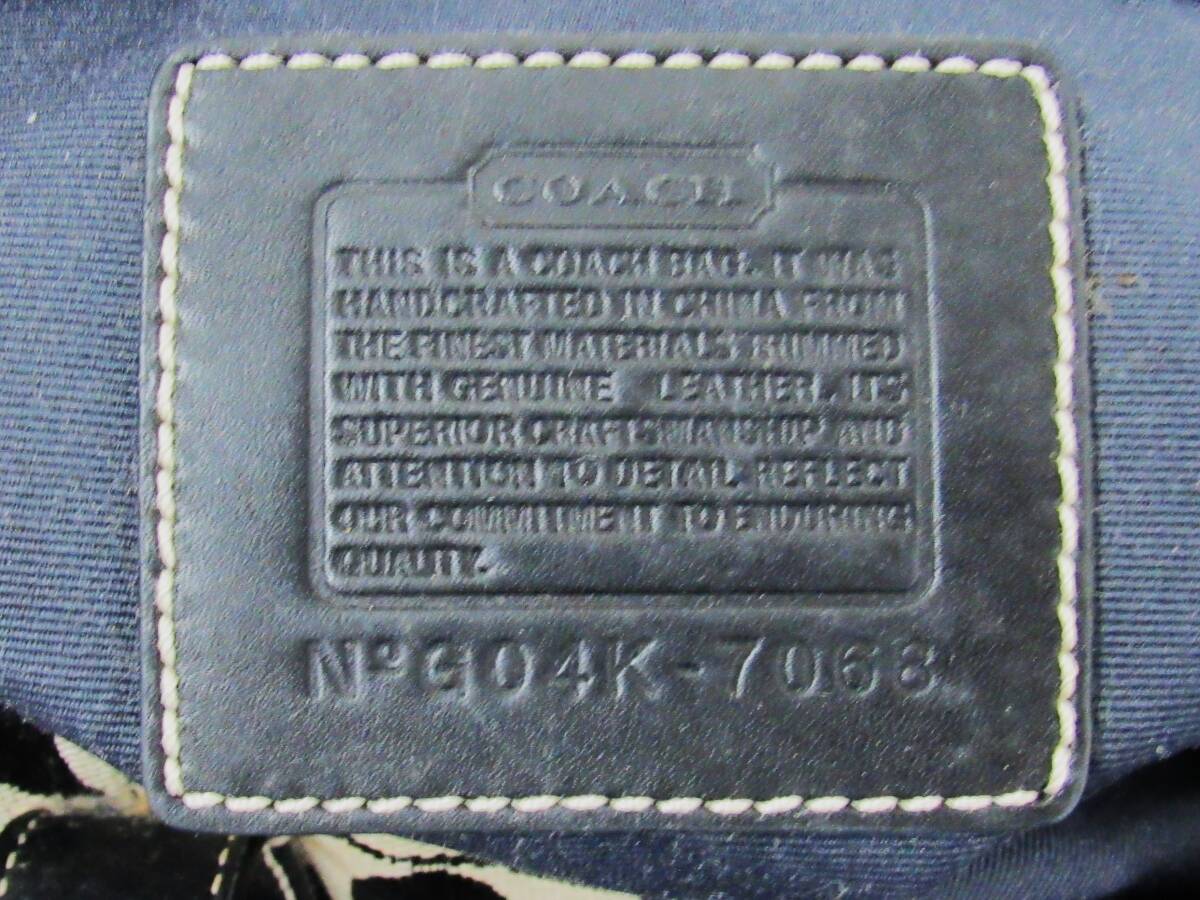 COACH
THIS IS A COACH BAG. IT WAS
HANDCRAFTED IN CHINA FROM
THE FINEST MATERIALS TRIMMED
WITH GENUINE LEATHER. ITS
SUPERIOR CRAFTSMANSHIP AND
ATTENTION TO DETAIL REFLECT
OUR COMMITMENT TO ENDURING
QUALITY.
Nº G04K-7068